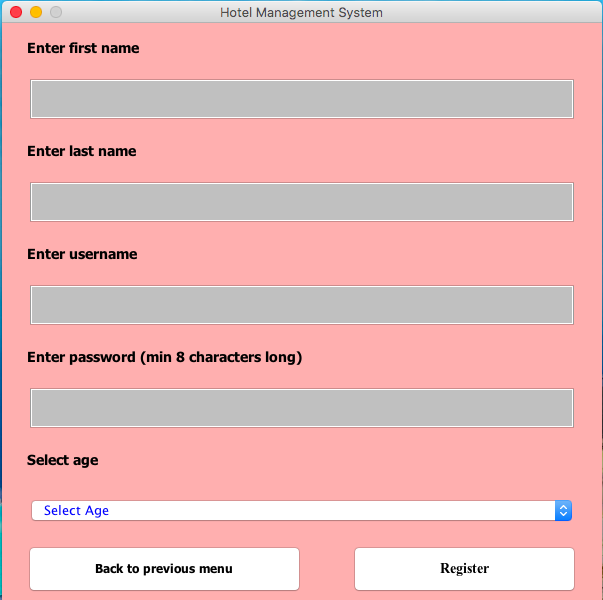 Hotel Management System
Enter first name
Enter last name
Enter username
Enter password (min 8 characters long)
Select age
Select Age
Back to previous menu
Register